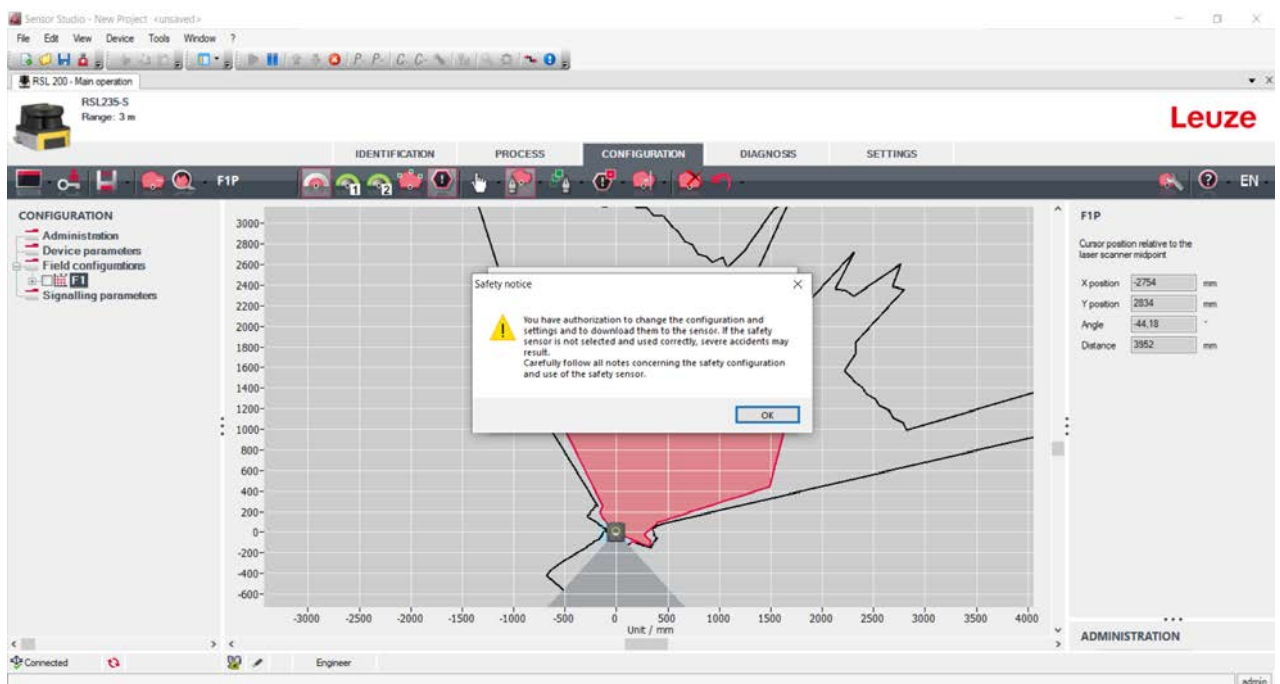 Sensor Studio - New Project <unsaved>
File Edit View Device Tools Window ?
P P- C C-
RSL 200 - Main operation
RSL235-S
Range: 3 m
Leuze
IDENTIFICATION PROCESS CONFIGURATION DIAGNOSIS SETTINGS
F1P
1
2
EN
CONFIGURATION
Administration
Device parameters
Field configurations
F1
Signalling parameters
3000
2800
2600
2400
2200
2000
1800
1600
1400
1200
1000
800
600
400
200
0
-200
-400
-600
-3000 -2500 -2000 -1500 -1000 -500 0 500 1000 1500 2000 2500 3000 3500 4000
Unit / mm
Safety notice
You have authorization to change the configuration and
settings and to download them to the sensor. If the safety
sensor is not selected and used correctly, severe accidents may
result.
Carefully follow all notes concerning the safety configuration
and use of the safety sensor.
OK
F1P
Cursor position relative to the
laser scanner midpoint
X position -2754 mm
Y position 2834 mm
Angle -44,18 °
Distance 3952 mm
ADMINISTRATION
Connected
Engineer
admin